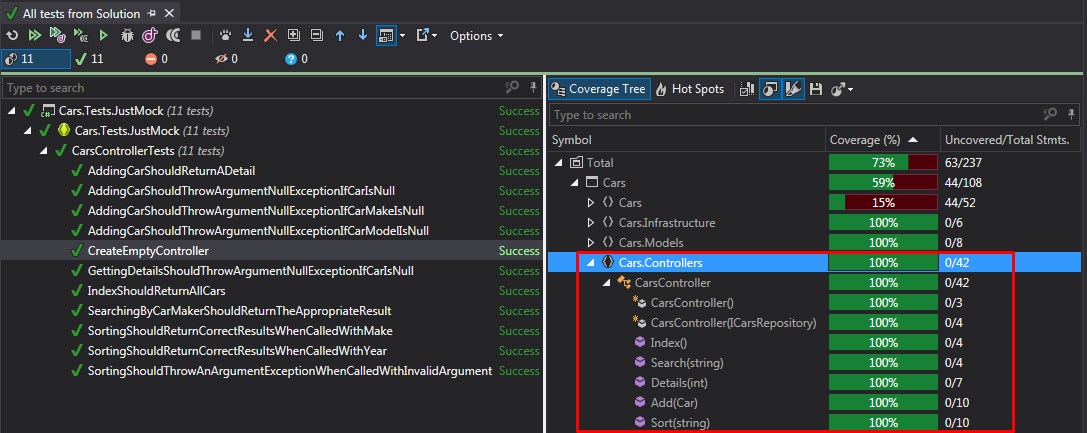 All tests from Solution
Options
11 11 0 0 0
Type to search
Cars.Tests.JustMock (11 tests) Success
Cars.Tests.JustMock (11 tests) Success
CarsControllerTests (11 tests) Success
AddingCarShouldReturnADetail Success
AddingCarShouldThrowArgumentNullExceptionIfCarIsNull Success
AddingCarShouldThrowArgumentNullExceptionIfCarMakeIsNull Success
AddingCarShouldThrowArgumentNullExceptionIfCarModelIsNull Success
CreateEmptyController Success
GettingDetailsShouldThrowArgumentNullExceptionIfCarIsNull Success
IndexShouldReturnAllCars Success
SearchingByCarMakerShouldReturnTheAppropriateResult Success
SortingShouldReturnCorrectResultsWhenCalledWithMake Success
SortingShouldReturnCorrectResultsWhenCalledWithYear Success
SortingShouldThrowAnArgumentExceptionWhenCalledWithInvalidArgument Success
Coverage Tree Hot Spots
Type to search
Symbol Coverage (%) Uncovered/Total Stmts.
Total 73% 63/237
Cars 59% 44/108
Cars 15% 44/52
Cars.Infrastructure 100% 0/6
Cars.Models 100% 0/8
Cars.Controllers 100% 0/42
CarsController 100% 0/42
CarsController() 100% 0/3
CarsController(ICarsRepository) 100% 0/4
Index() 100% 0/4
Search(string) 100% 0/4
Details(int) 100% 0/7
Add(Car) 100% 0/10
Sort(string) 100% 0/10